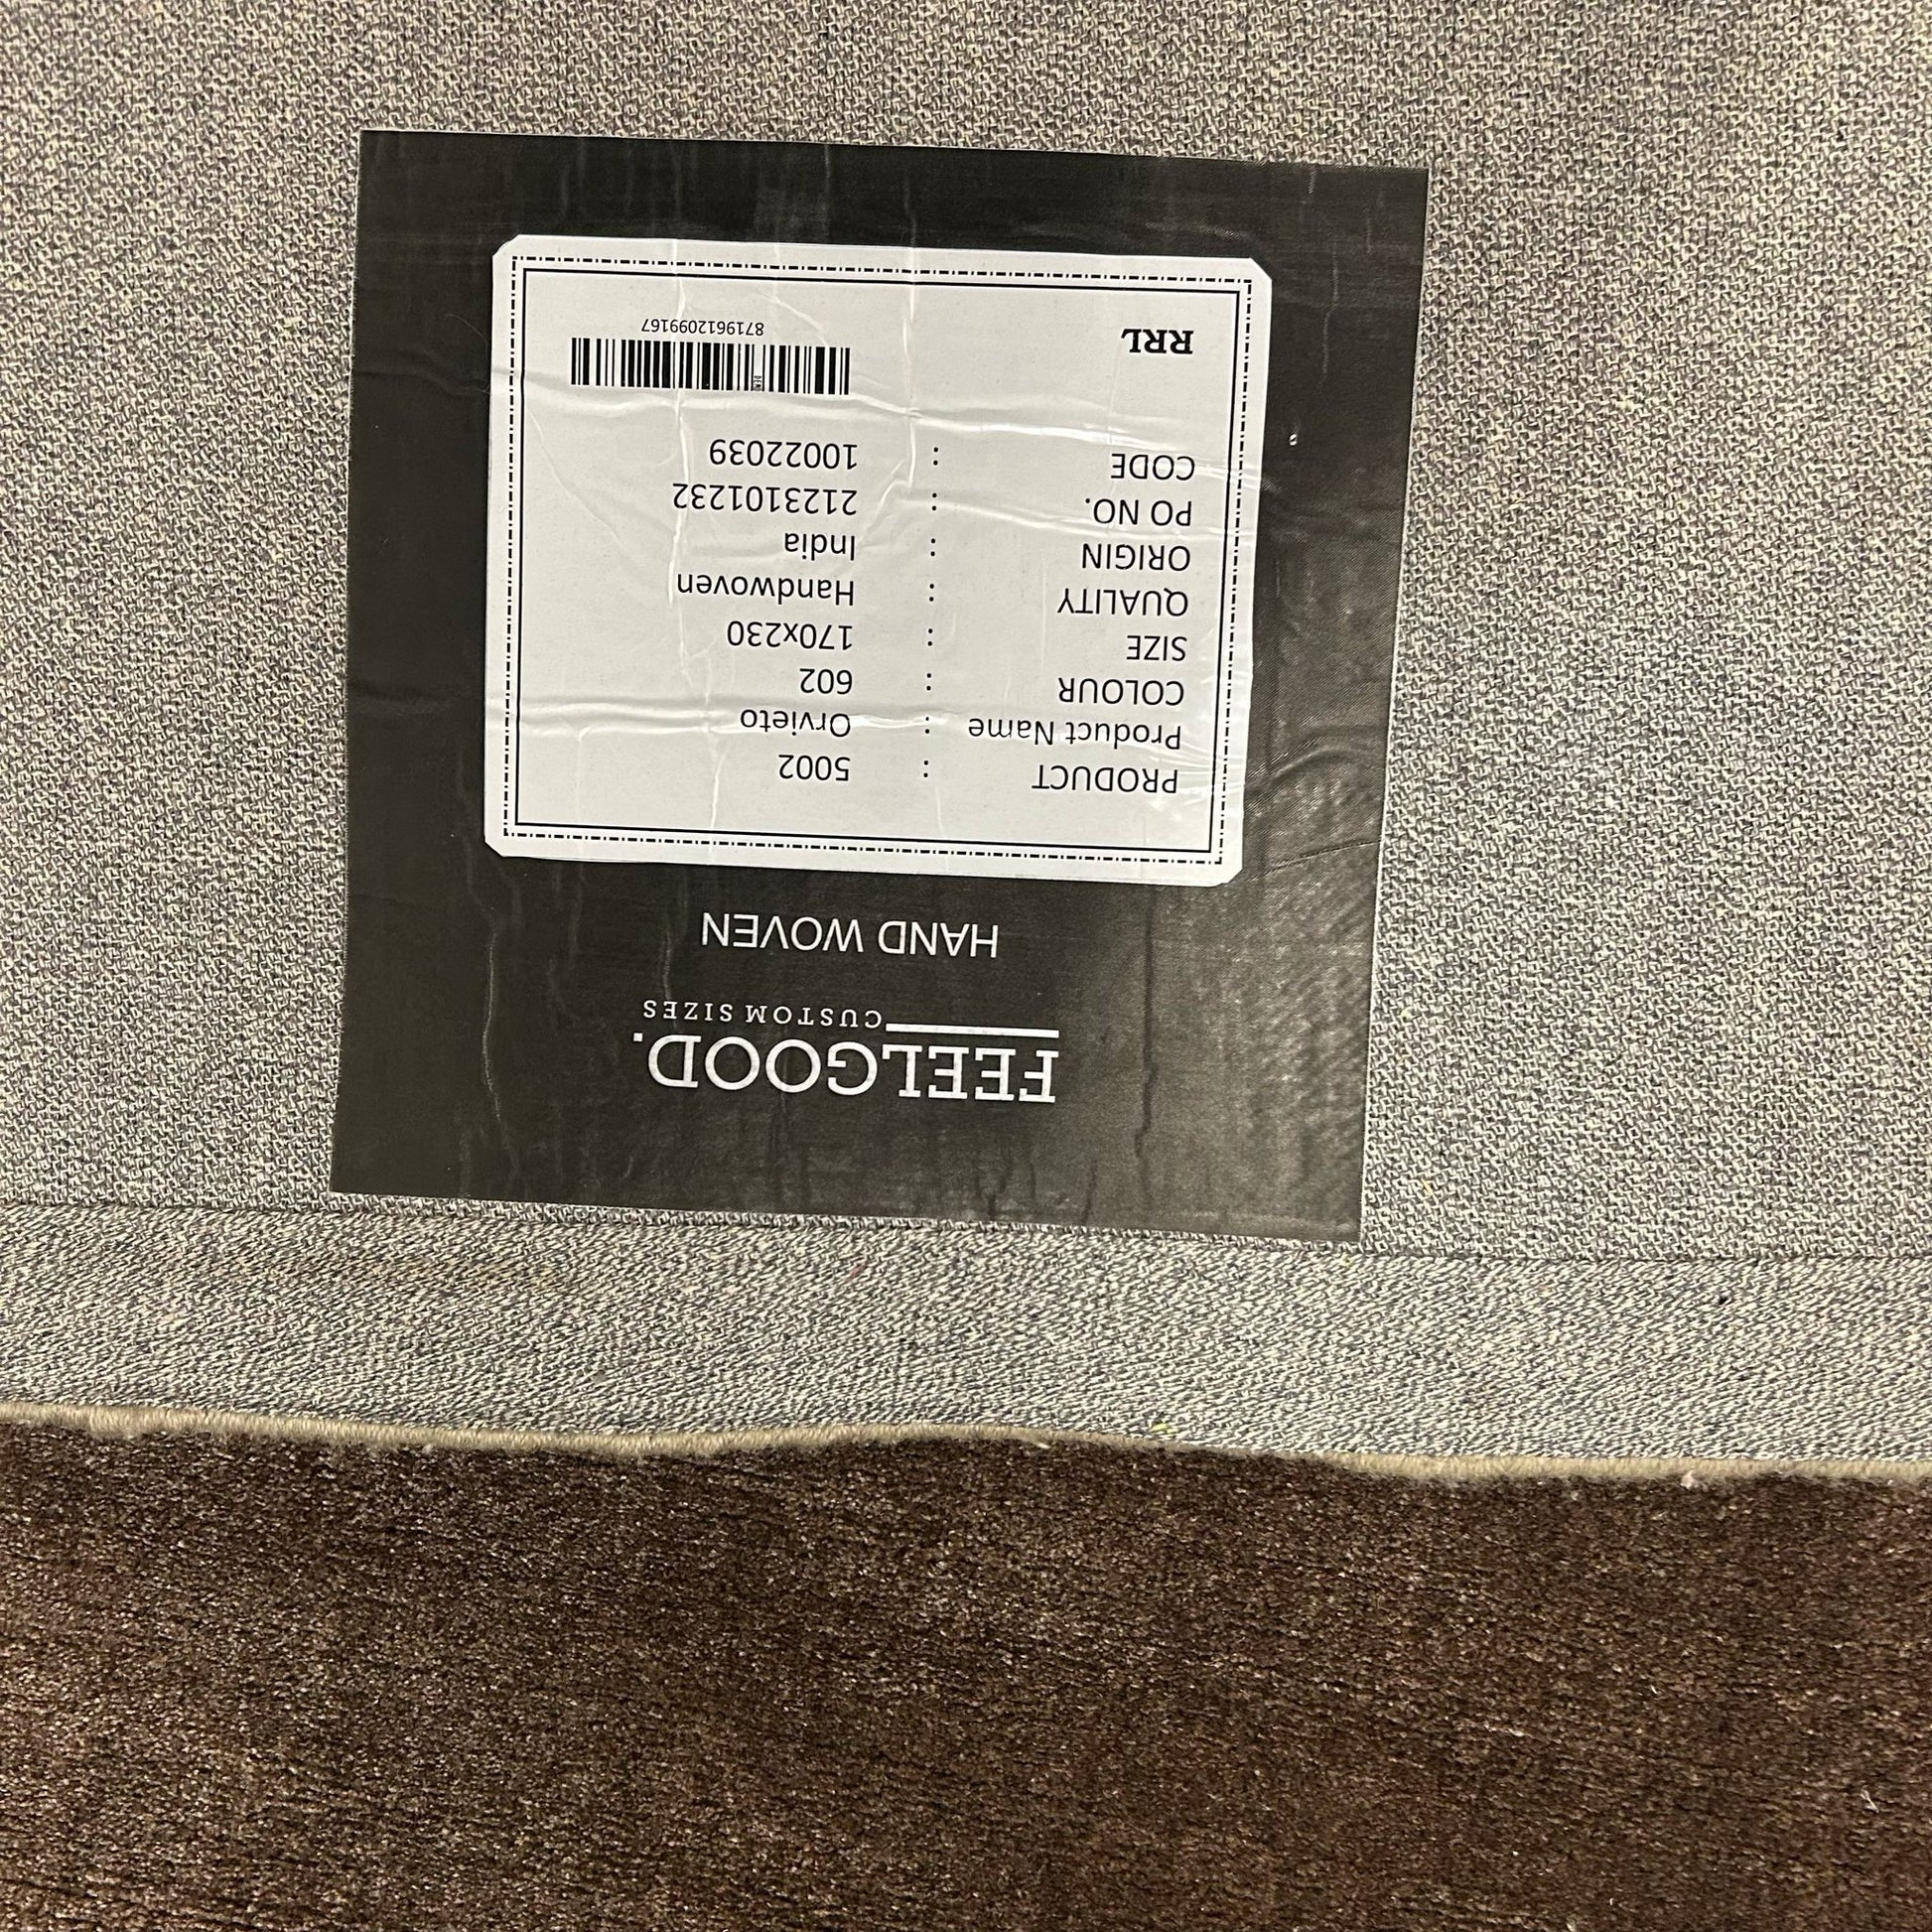 FEELGOOD.
CUSTOM SIZES
HAND WOVEN
PRODUCT : 5002
Product Name : Orvieto
COLOUR : 602
SIZE : 170x230
QUALITY : Handwoven
ORIGIN : India
PO NO. : 2123101232
CODE : 10022039
RRL
8719612099167